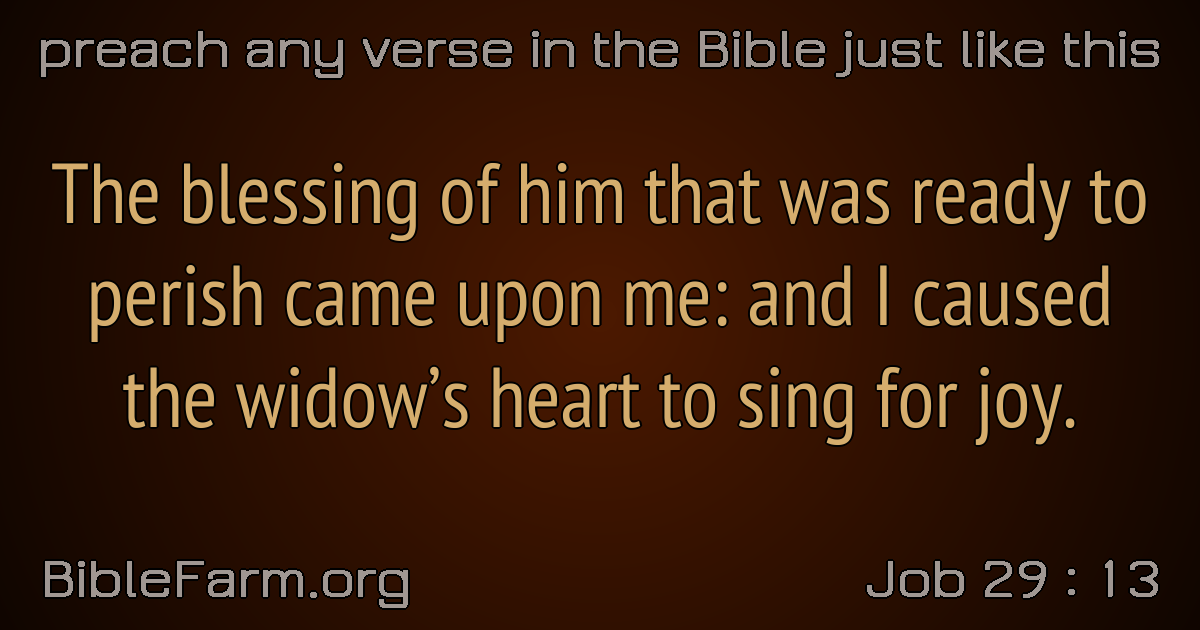 preach any verse in the Bible just like this
The blessing of him that was ready to
perish came upon me: and I caused
the widow’s heart to sing for joy.
BibleFarm.org
Job 29 : 13